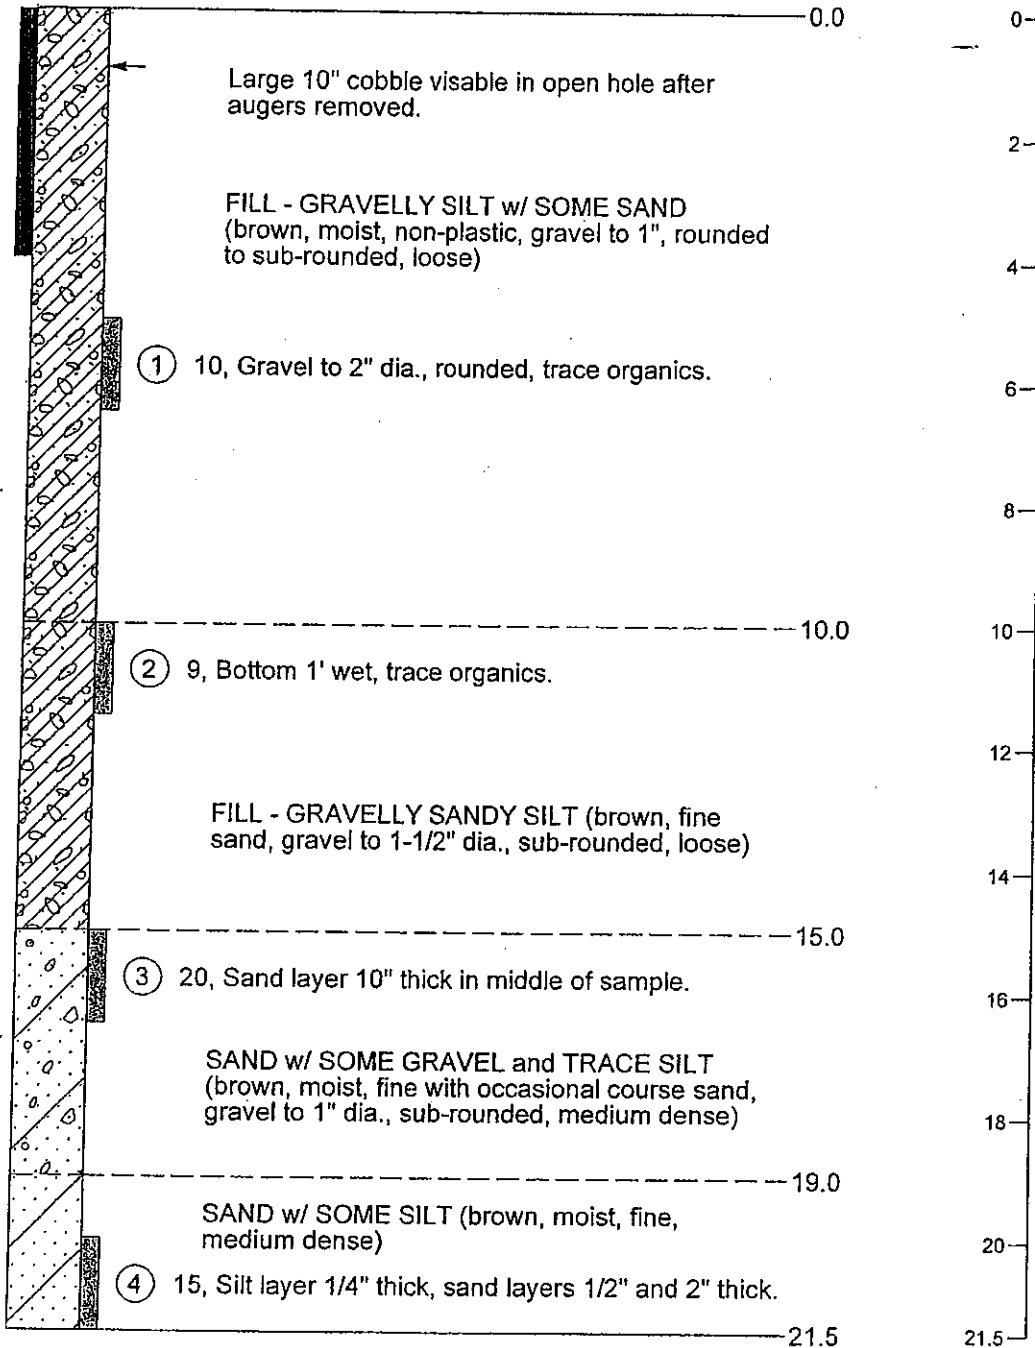 0.0
0
Large 10" cobble visable in open hole after
augers removed.
2
FILL - GRAVELLY SILT w/ SOME SAND
(brown, moist, non-plastic, gravel to 1", rounded
to sub-rounded, loose)
4
1 10, Gravel to 2" dia., rounded, trace organics.
6
8
10.0
10
2 9, Bottom 1' wet, trace organics.
12
FILL - GRAVELLY SANDY SILT (brown, fine
sand, gravel to 1-1/2" dia., sub-rounded, loose)
14
15.0
3 20, Sand layer 10" thick in middle of sample.
16
SAND w/ SOME GRAVEL and TRACE SILT
(brown, moist, fine with occasional course sand,
gravel to 1" dia., sub-rounded, medium dense)
18
19.0
SAND w/ SOME SILT (brown, moist, fine,
medium dense)
20
4 15, Silt layer 1/4" thick, sand layers 1/2" and 2" thick.
21.5
21.5